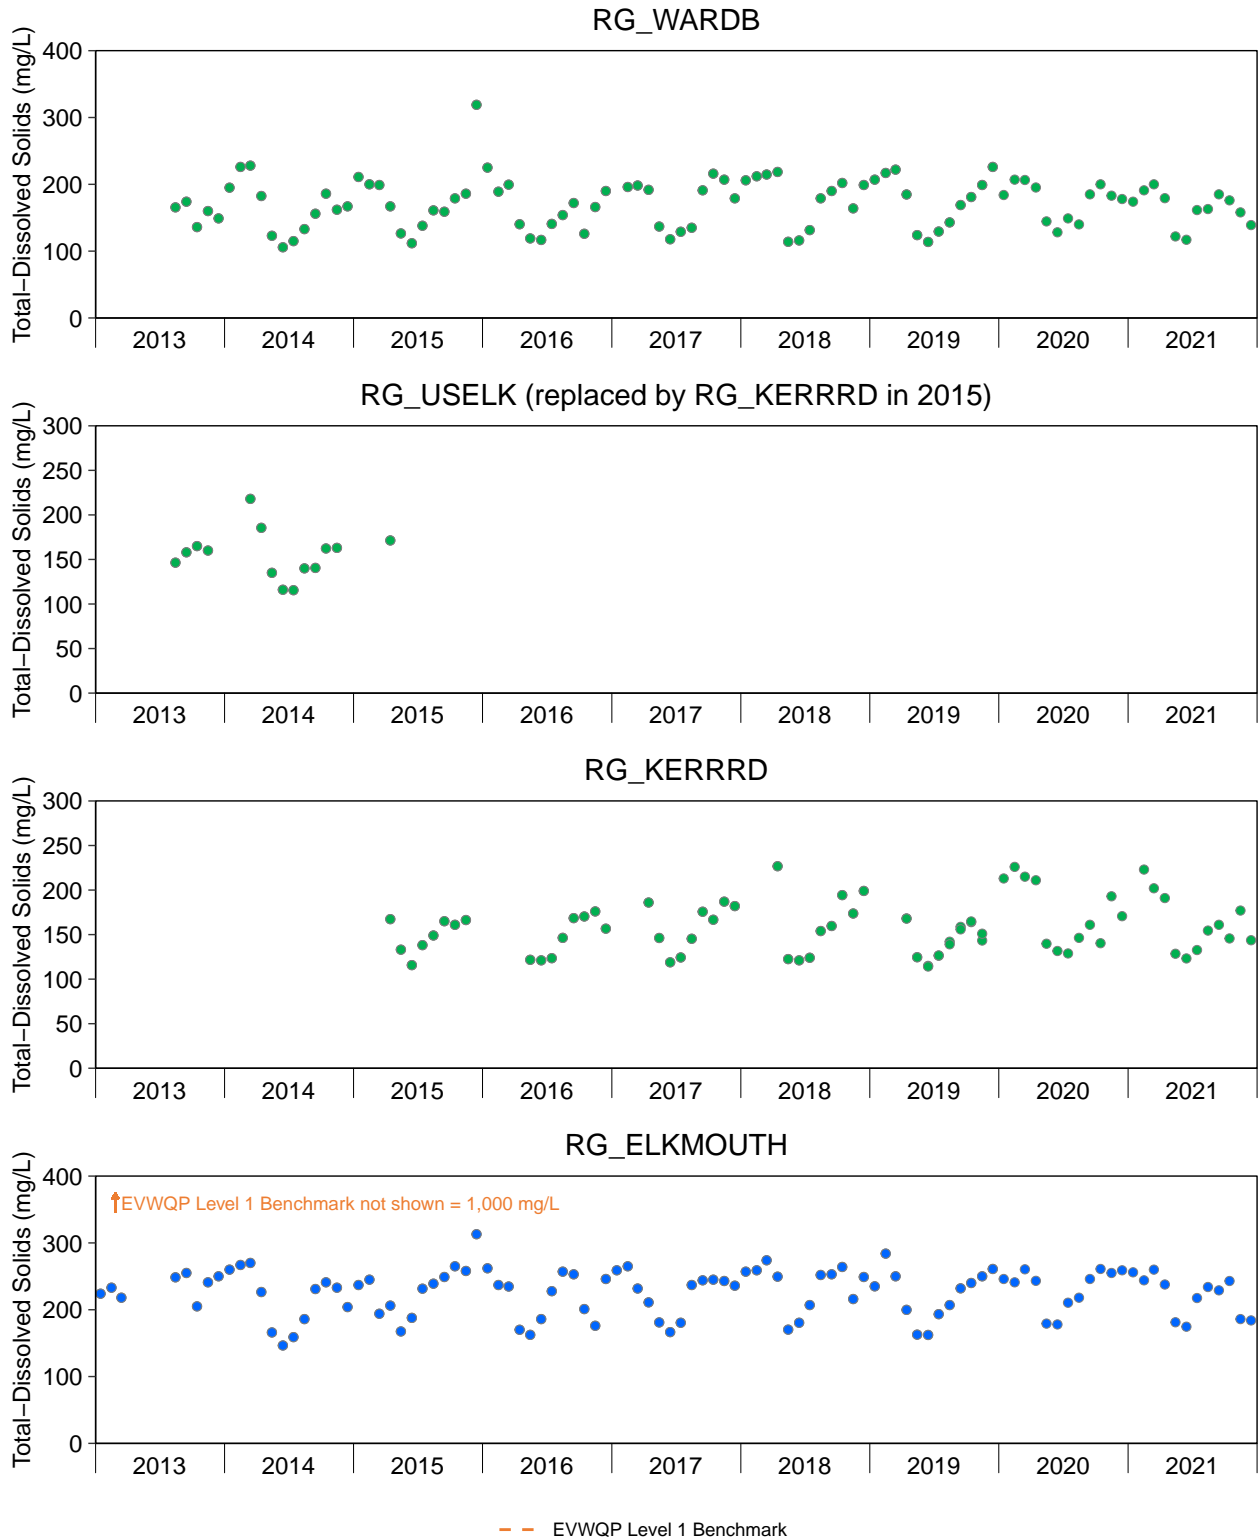 RG_WARDB
Total−Dissolved Solids (mg/L)
400
300
200
100
0
2013 2014 2015 2016 2017 2018 2019 2020 2021
RG_USELK (replaced by RG_KERRRD in 2015)
Total−Dissolved Solids (mg/L)
300
250
200
150
100
50
0
2013 2014 2015 2016 2017 2018 2019 2020 2021
RG_KERRRD
Total−Dissolved Solids (mg/L)
300
250
200
150
100
50
0
2013 2014 2015 2016 2017 2018 2019 2020 2021
RG_ELKMOUTH
Total−Dissolved Solids (mg/L)
400
EVWQP Level 1 Benchmark not shown = 1,000 mg/L
300
200
100
0
2013 2014 2015 2016 2017 2018 2019 2020 2021
EVWQP Level 1 Benchmark